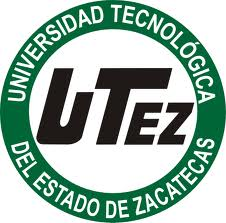 UNIVERSIDAD TECNOLÓGICA
UTEZ
DEL ESTADO DE ZACATECAS